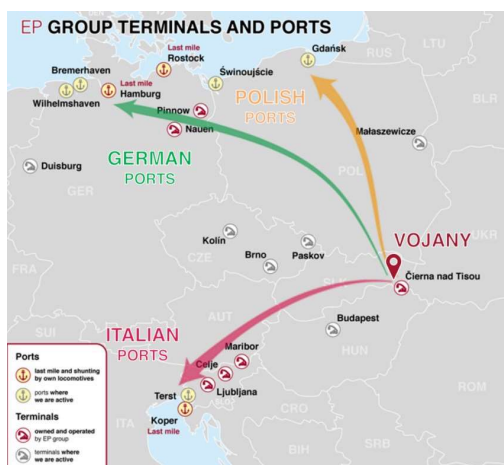 EP GROUP TERMINALS AND PORTS
Last mile
Rostock
Gdańsk
RUS
LTU
Bremerhaven
Last mile
Hamburg
Świnoujście
Wilhelmshaven
Pinnow
POLISH
PORTS
BLR
Nauen
Małaszewicze
GERMAN
PORTS
Duisburg
GER
POL
Kolín
Brno
Paskov
CZE
VOJANY
UKR
Čierna nad Tisou
FRA
SLK
Budapest
AUT
HUN
SUI
ITALIAN
PORTS
Maribor
Celje
Ljubljana
Terst
Koper
Last mile
ROM
CRO
ITA
BIH
SRB
Ports
last mile and shunting
by own locomotives
ports where
we are active
Terminals
owned and operated
by EP group
terminals where
we are active